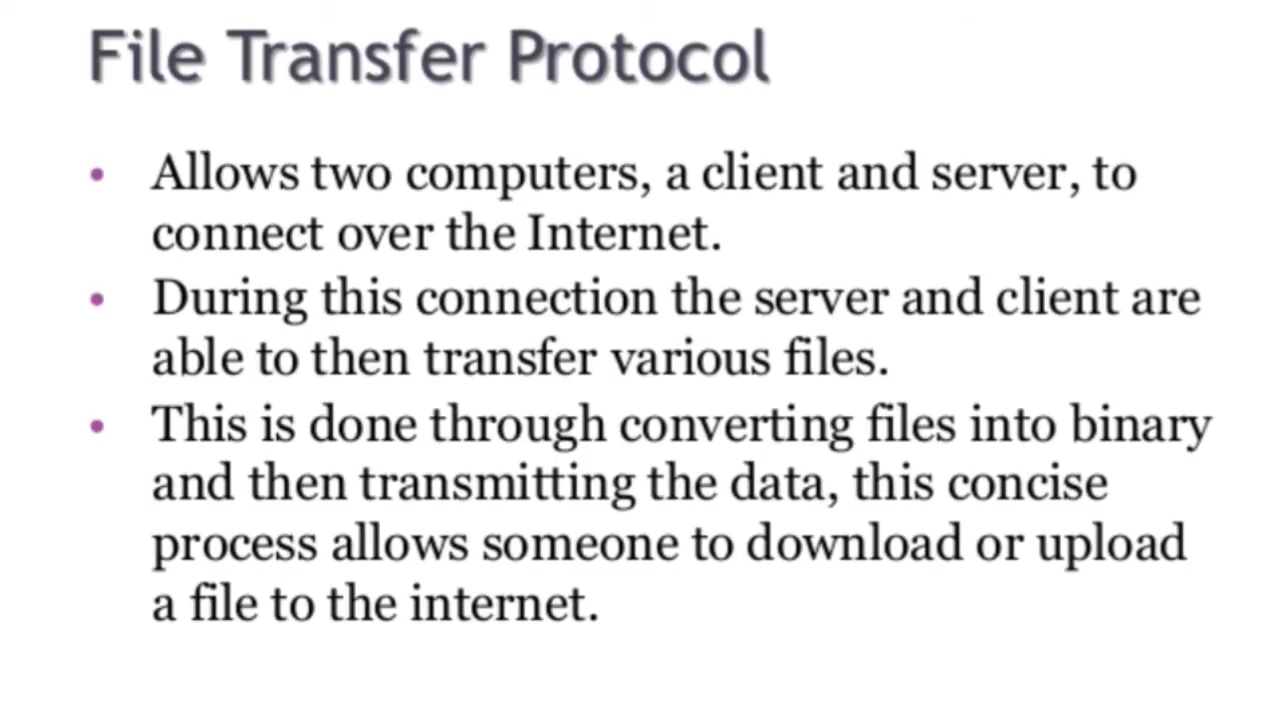 File Transfer Protocol
• Allows two computers, a client and server, to
connect over the Internet.
• During this connection the server and client are
able to then transfer various files.
• This is done through converting files into binary
and then transmitting the data, this concise
process allows someone to download or upload
a file to the internet.